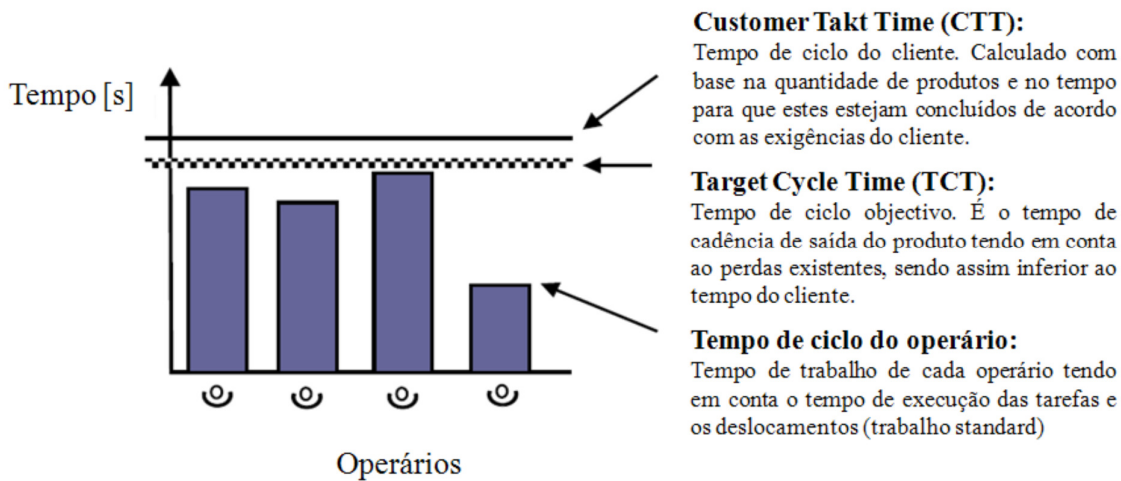 Tempo [s]
Operários
Customer Takt Time (CTT):
Tempo de ciclo do cliente. Calculado com
base na quantidade de produtos e no tempo
para que estes estejam concluídos de acordo
com as exigências do cliente.
Target Cycle Time (TCT):
Tempo de ciclo objectivo. É o tempo de
cadência de saída do produto tendo em conta
ao perdas existentes, sendo assim inferior ao
tempo do cliente.
Tempo de ciclo do operário:
Tempo de trabalho de cada operário tendo
em conta o tempo de execução das tarefas e
os deslocamentos (trabalho standard)